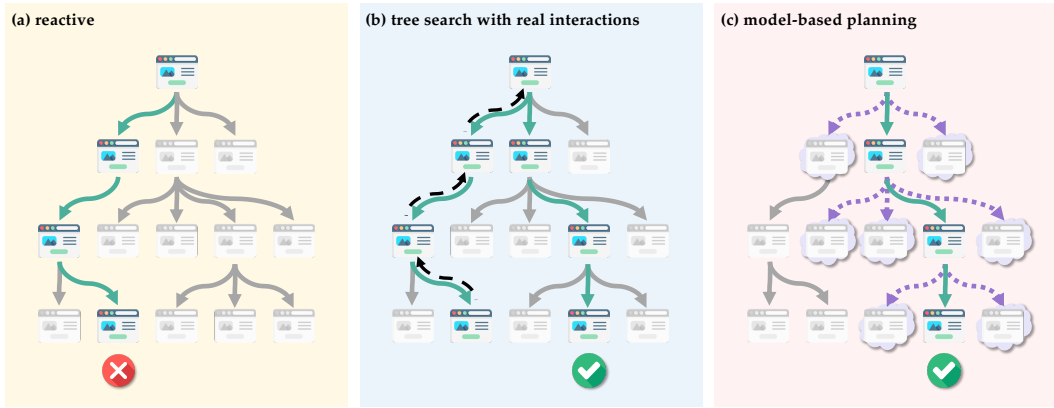 (a) reactive
(b) tree search with real interactions
(c) model-based planning